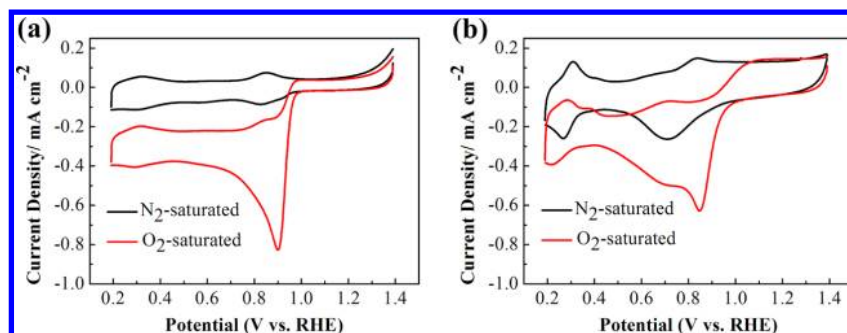 (a)
Current Density/ mA cm-2
0.2
0.0
-0.2
-0.4
-0.6
-0.8
-1.0
N2-saturated
O2-saturated
0.2 0.4 0.6 0.8 1.0 1.2 1.4
Potential (V vs. RHE)
(b)
Current Density/ mA cm-2
0.2
0.0
-0.2
-0.4
-0.6
-0.8
-1.0
N2-saturated
O2-saturated
0.2 0.4 0.6 0.8 1.0 1.2 1.4
Potential (V vs. RHE)